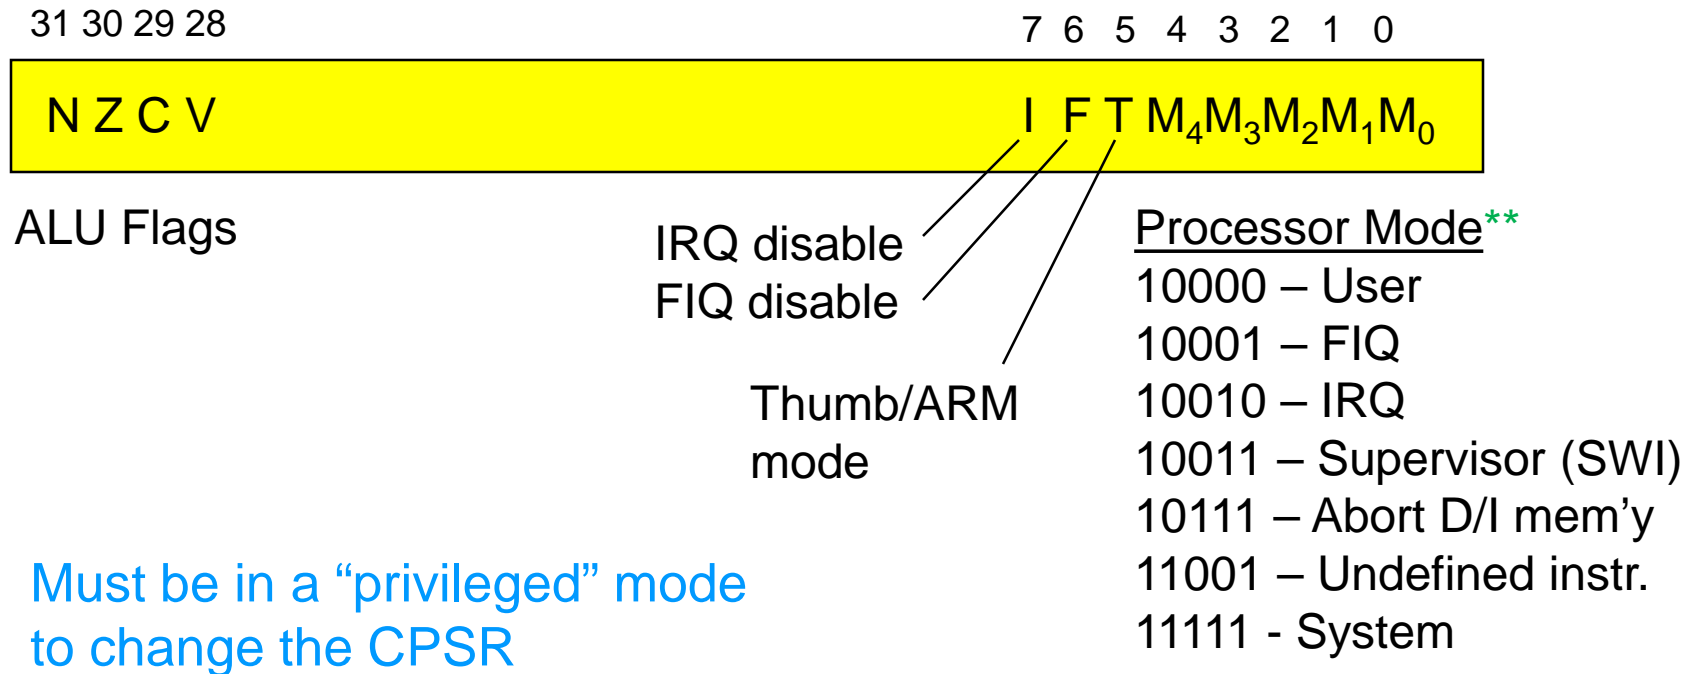 31 30 29 28 7 6 5 4 3 2 1 0
N Z C V I F T M4M3M2M1M0
ALU Flags
IRQ disable
FIQ disable
Thumb/ARM
mode
Processor Mode**
10000 – User
10001 – FIQ
10010 – IRQ
10011 – Supervisor (SWI)
10111 – Abort D/I mem’y
11001 – Undefined instr.
11111 - System
Must be in a “privileged” mode
to change the CPSR